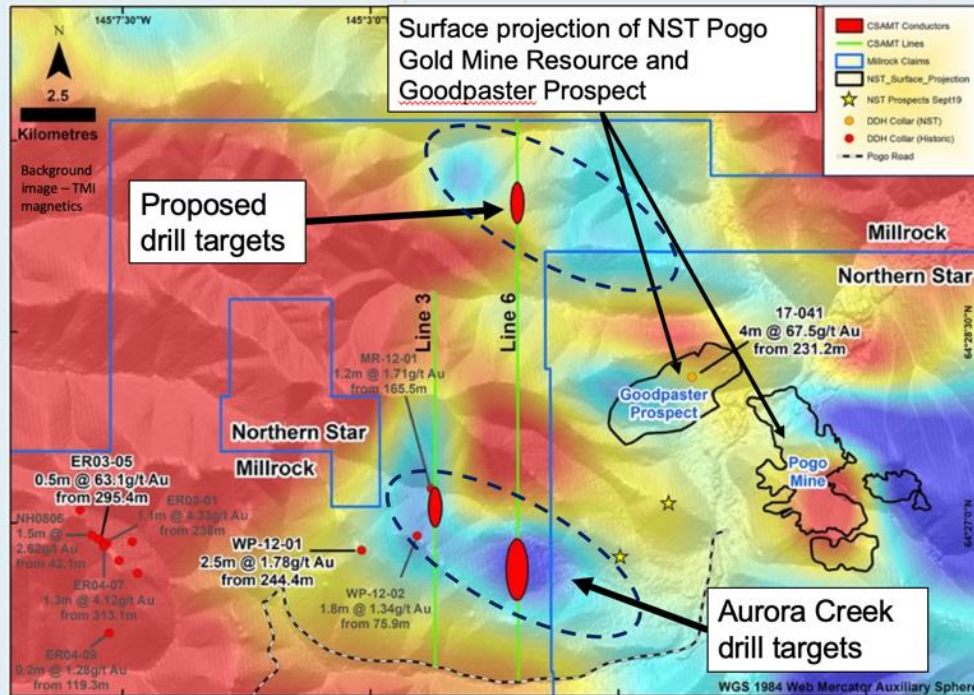 145°7'30"W
145°3'0"W
N
2.5
Kilometres
Background
image – TMI
magnetics
Surface projection of NST Pogo
Gold Mine Resource and
Goodpaster Prospect
CSAMT Conductors
CSAMT Lines
Millrock Claims
NST_Surface_Projection
NST Prospects Sept19
DDH Collar (NST)
DDH Collar (Historic)
Pogo Road
Proposed
drill targets
Millrock
Northern Star
64°28'30"N
Line 3
Line 6
17-041
4m @ 67.5g/t Au
from 231.2m
MR-12-01
1.2m @ 1.71g/t Au
from 165.5m
Goodpaster
Prospect
Northern Star
Millrock
Pogo
Mine
ER03-05
0.5m @ 63.1g/t Au
from 295.4m
ER03-01
1.1m @ 4.33g/t Au
from 238m
NH0806
1.5m @
2.62g/t Au
from 42.1m
64°27'0"N
WP-12-01
2.5m @ 1.78g/t Au
from 244.4m
ER04-07
1.3m @ 4.12g/t Au
from 313.1m
WP-12-02
1.8m @ 1.34g/t Au
from 75.9m
ER04-09
0.2m @ 1.28g/t Au
from 119.3m
Aurora Creek
drill targets
WGS 1984 Web Mercator Auxiliary Sphere